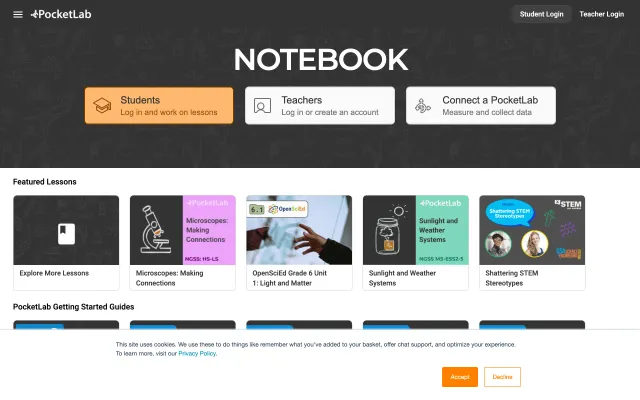 PocketLab
Student Login
Teacher Login
NOTEBOOK
Students
Log in and work on lessons
Teachers
Log in or create an account
Connect a PocketLab
Measure and collect data
Featured Lessons
Explore More Lessons
PocketLab
Microscopes:
Making
Connections
NGSS: HS-LS
Microscopes: Making
Connections
6.1
OpenSciEd
OpenSciEd Grade 6 Unit
1: Light and Matter
PocketLab
Sunlight and
Weather
Systems
NGSS MS-ESS2-5
Sunlight and Weather
Systems
Shattering STEM
Stereotypes
STEM
Shattering STEM
Stereotypes
PocketLab Getting Started Guides
This site uses cookies. We use these to do things like remember what you've added to your basket, offer chat support, and optimize your experience.
To learn more, visit our Privacy Policy.
Accept
Decline